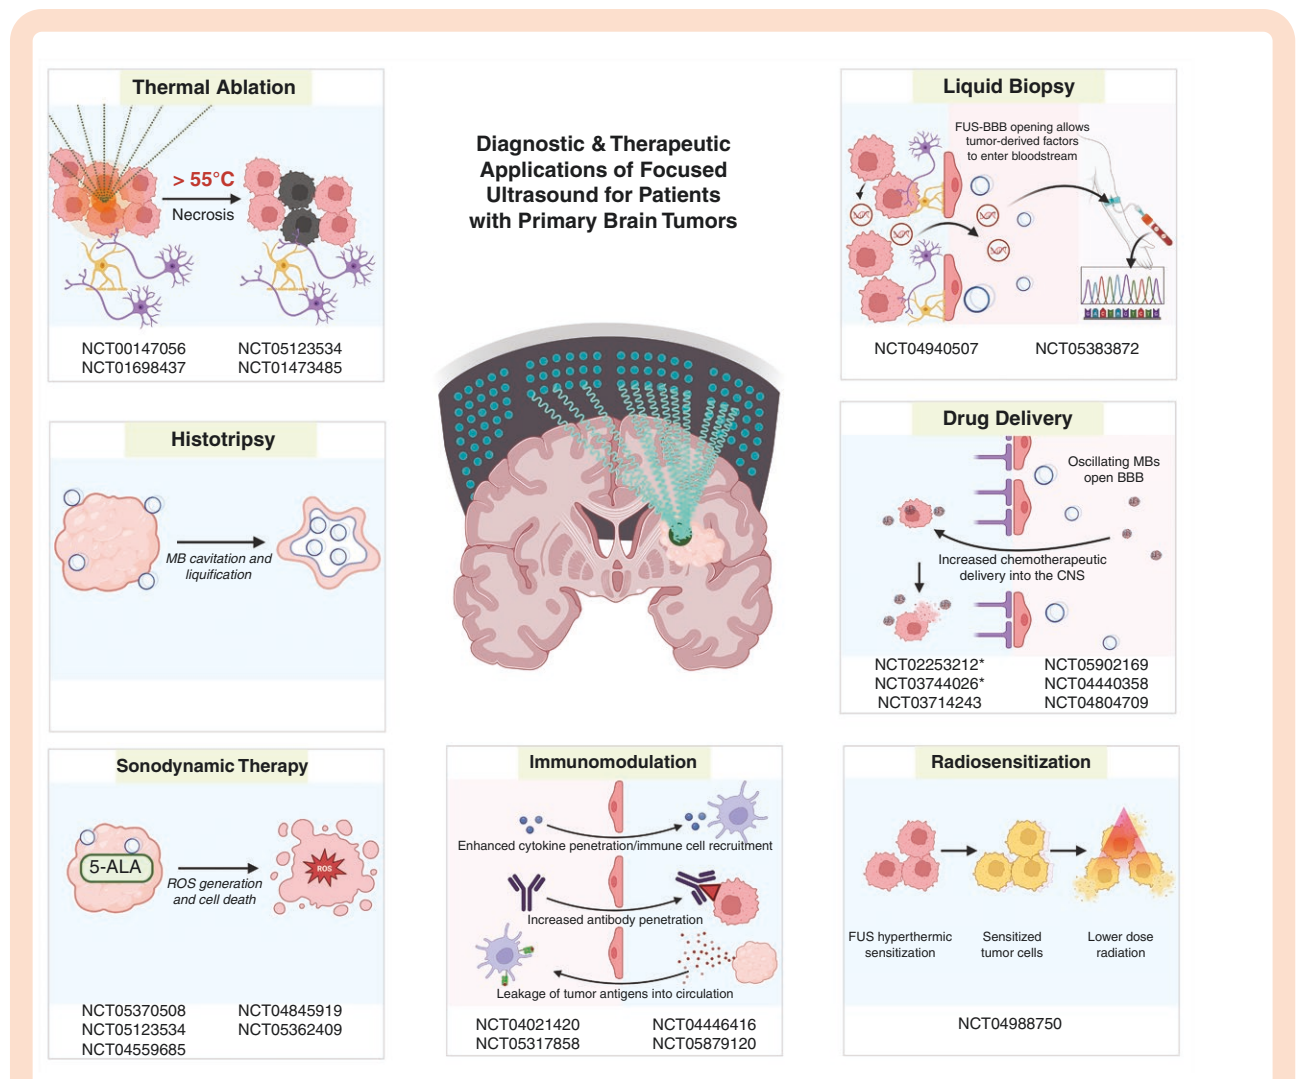 Diagnostic & Therapeutic
Applications of Focused
Ultrasound for Patients
with Primary Brain Tumors
Thermal Ablation
> 55°C
Necrosis
NCT00147056 NCT05123534
NCT01698437 NCT01473485
Histotripsy
MB cavitation and
liquification
Sonodynamic Therapy
5-ALA
ROS generation
and cell death
ROS
NCT05370508 NCT04845919
NCT05123534 NCT05362409
NCT04559685
Immunomodulation
Enhanced cytokine penetration/immune cell recruitment
Increased antibody penetration
Leakage of tumor antigens into circulation
NCT04021420 NCT04446416
NCT05317858 NCT05879120
Liquid Biopsy
FUS-BBB opening allows
tumor-derived factors
to enter bloodstream
NCT04940507 NCT05383872
Drug Delivery
Oscillating MBs
open BBB
Increased chemotherapeutic
delivery into the CNS
NCT02253212* NCT05902169
NCT03744026* NCT04440358
NCT03714243 NCT04804709
Radiosensitization
FUS hyperthermic
sensitization
Sensitized
tumor cells
Lower dose
radiation
NCT04988750